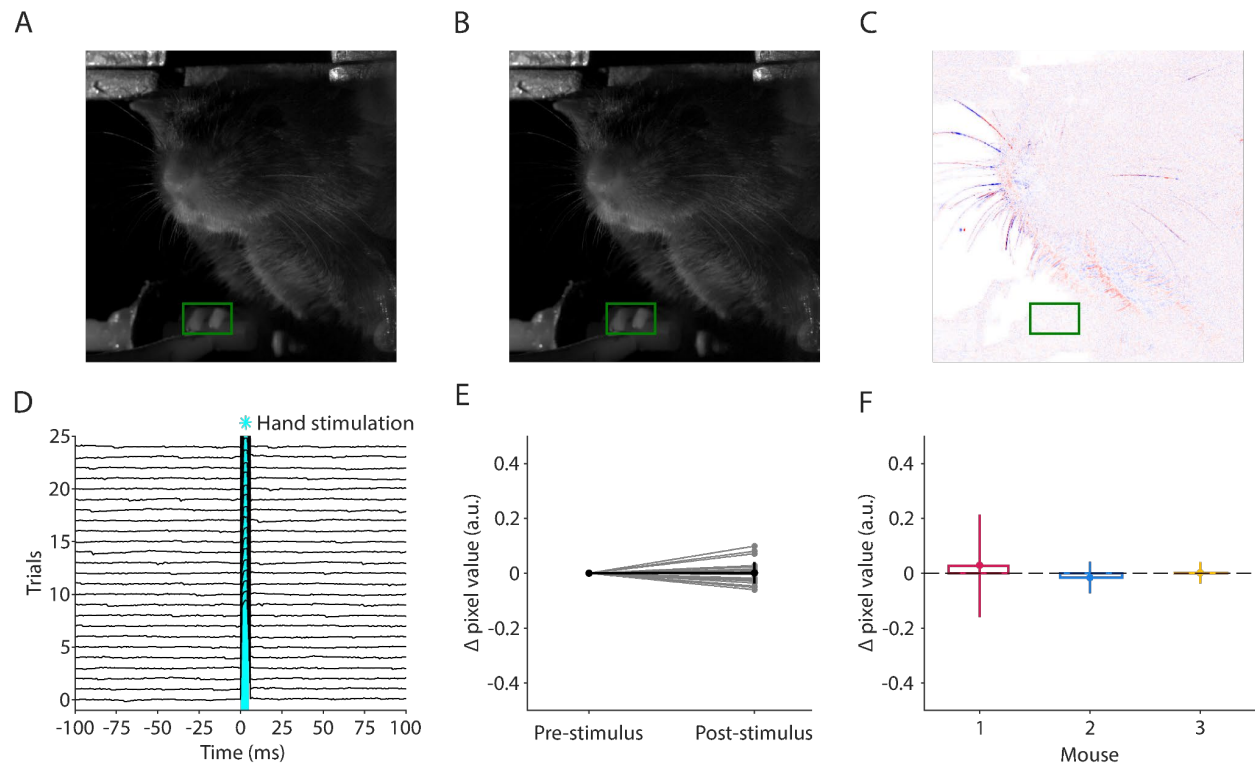 A
B
C
D
✳ Hand stimulation
25
20
15
10
5
0
Trials
-100 -75 -50 -25 0 25 50 75 100
Time (ms)
E
0.4
0.2
0
-0.2
-0.4
Δ pixel value (a.u.)
Pre-stimulus Post-stimulus
F
0.4
0.2
0
-0.2
-0.4
Δ pixel value (a.u.)
1 2 3
Mouse